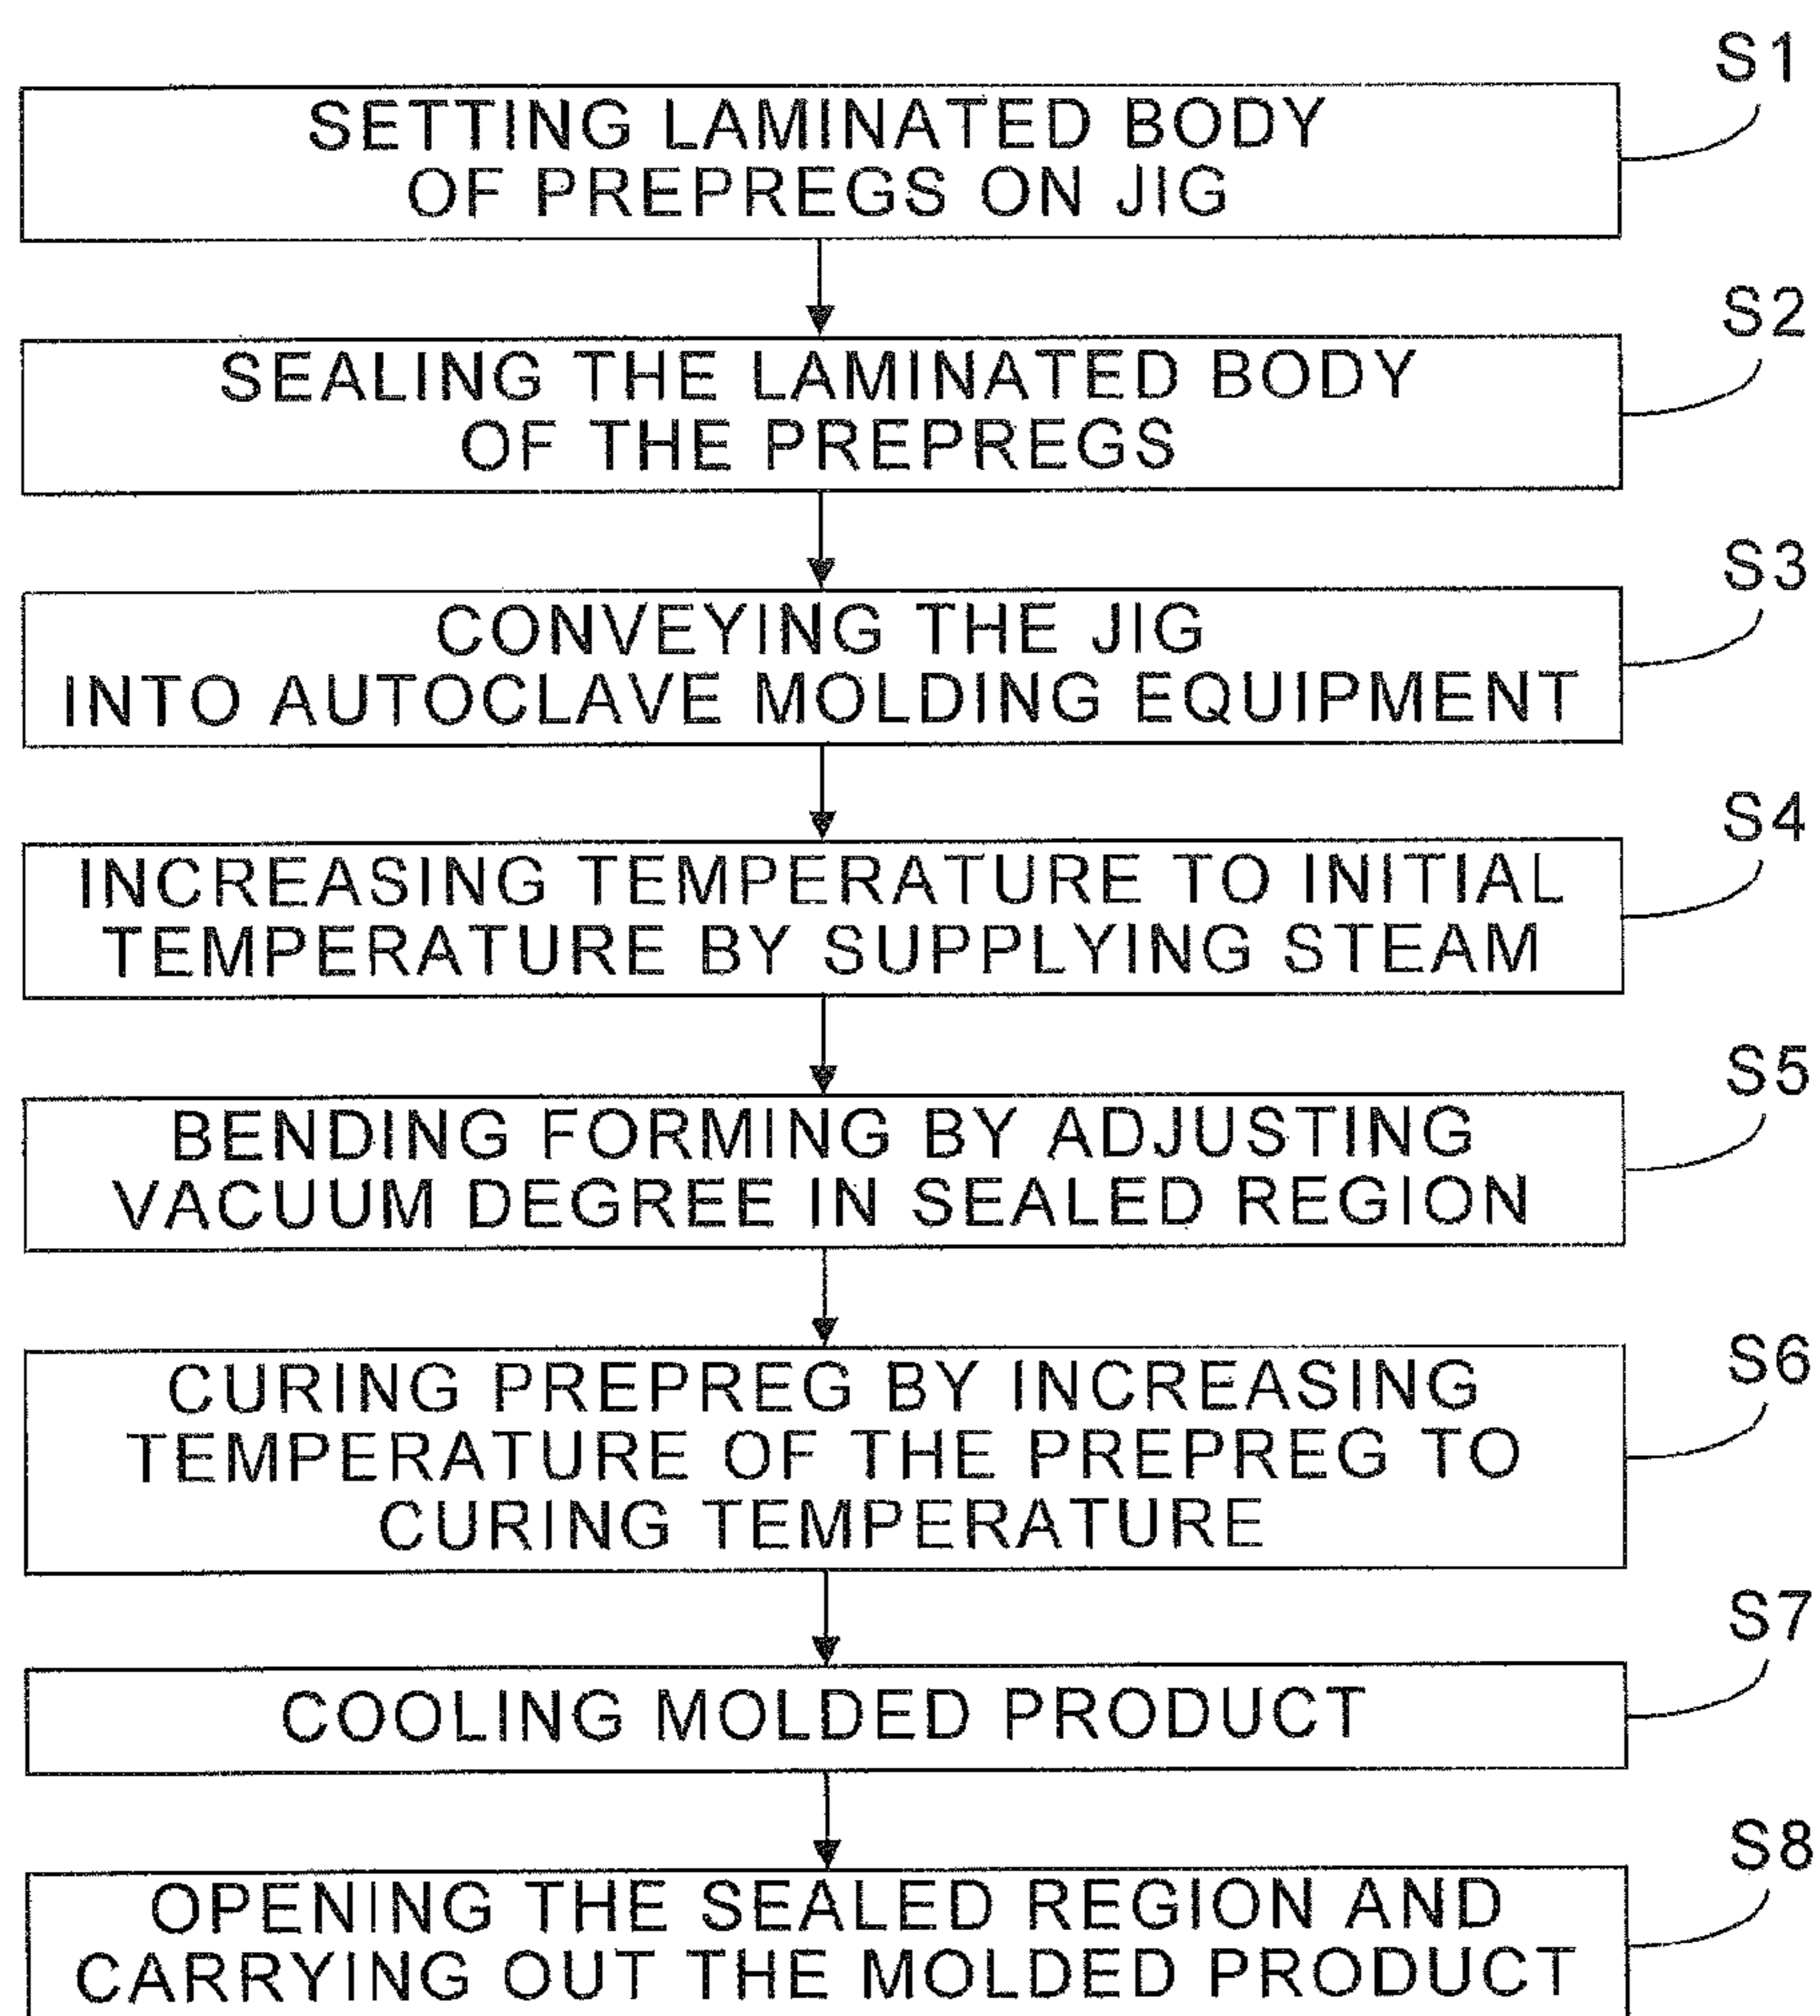 S1
SETTING LAMINATED BODY
OF PREPREGS ON JIG
S2
SEALING THE LAMINATED BODY
OF THE PREPREGS
S3
CONVEYING THE JIG
INTO AUTOCLAVE MOLDING EQUIPMENT
S4
INCREASING TEMPERATURE TO INITIAL
TEMPERATURE BY SUPPLYING STEAM
S5
BENDING FORMING BY ADJUSTING
VACUUM DEGREE IN SEALED REGION
S6
CURING PREPREG BY INCREASING
TEMPERATURE OF THE PREPREG TO
CURING TEMPERATURE
S7
COOLING MOLDED PRODUCT
S8
OPENING THE SEALED REGION AND
CARRYING OUT THE MOLDED PRODUCT